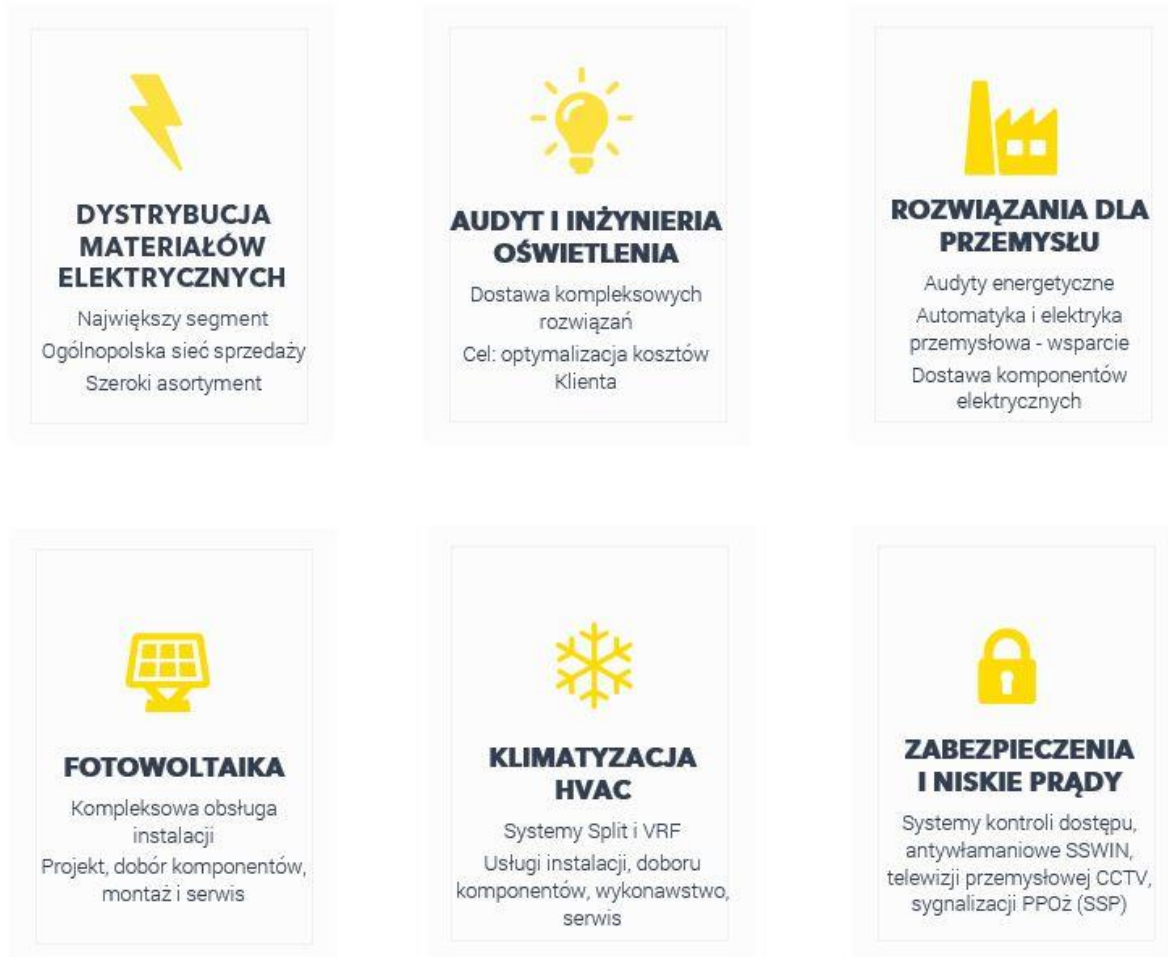 DYSTRYBUCJA
MATERIAŁÓW
ELEKTRYCZNYCH
Największy segment
Ogólnopolska sieć sprzedaży
Szeroki asortyment
AUDYT I INŻYNIERIA
OŚWIETLENIA
Dostawa kompleksowych
rozwiązań
Cel: optymalizacja kosztów
Klienta
ROZWIĄZANIA DLA
PRZEMYSŁU
Audyty energetyczne
Automatyka i elektryka
przemysłowa - wsparcie
Dostawa komponentów
elektrycznych
FOTOWOLTAIKA
Kompleksowa obsługa
instalacji
Projekt, dobór komponentów,
montaż i serwis
KLIMATYZACJA
HVAC
Systemy Split i VRF
Usługi instalacji, doboru
komponentów, wykonawstwo,
serwis
ZABEZPIECZENIA
I NISKIE PRĄDY
Systemy kontroli dostępu,
antywłamaniowe SSWIN,
telewizji przemysłowej CCTV,
sygnalizacji PPOż (SSP)